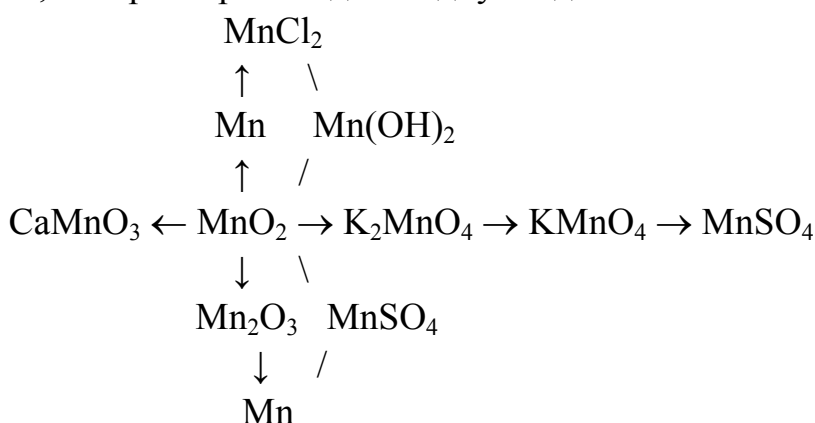 MnCl₂
↑ \
Mn Mn(OH)₂
↑ /
CaMnO₃ ← MnO₂ → K₂MnO₄ → KMnO₄ → MnSO₄
↓ \
Mn₂O₃ MnSO₄
↓ /
Mn